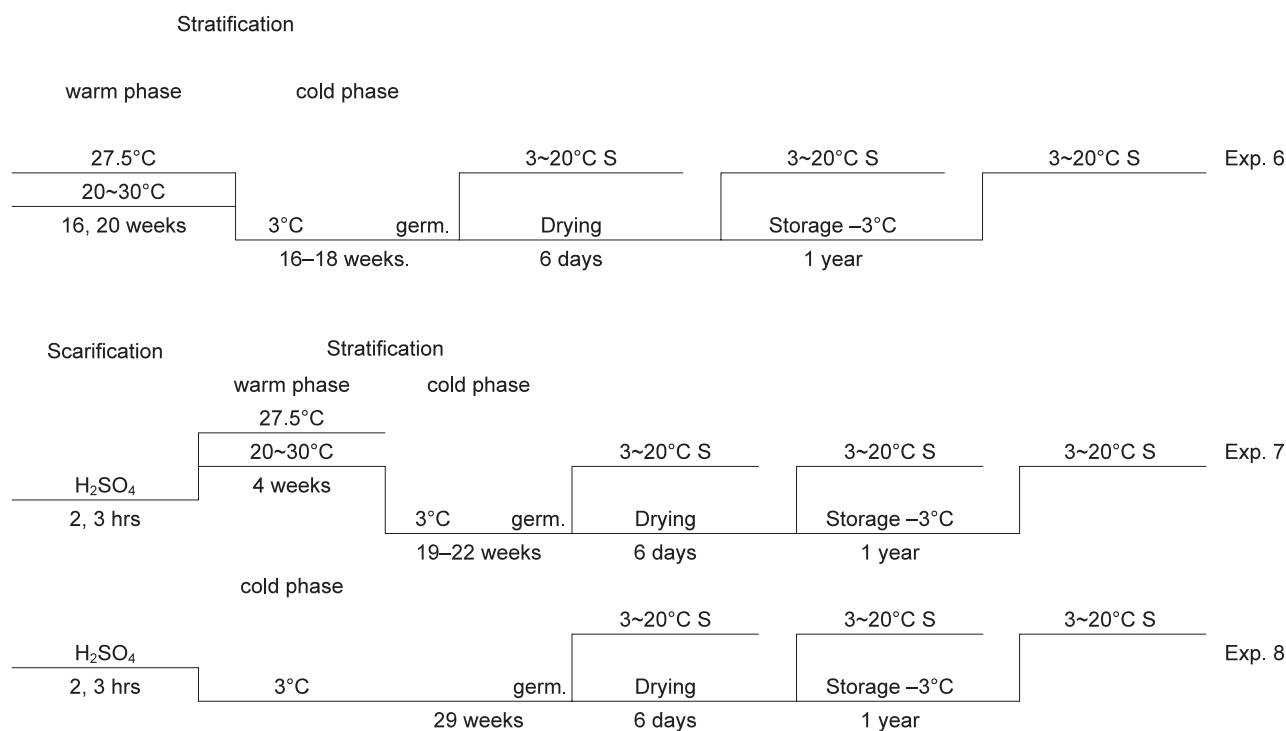 Stratification
warm phase cold phase
27.5°C 3~20°C S 3~20°C S 3~20°C S Exp. 6
20~30°C
16, 20 weeks 3°C germ. Drying Storage –3°C
16–18 weeks. 6 days 1 year
Scarification Stratification
warm phase cold phase
27.5°C
20~30°C 3~20°C S 3~20°C S 3~20°C S Exp. 7
H₂SO₄ 4 weeks
2, 3 hrs 3°C germ. Drying Storage –3°C
19–22 weeks 6 days 1 year
cold phase
3~20°C S 3~20°C S 3~20°C S
H₂SO₄ Exp. 8
2, 3 hrs 3°C germ. Drying Storage –3°C
29 weeks 6 days 1 year